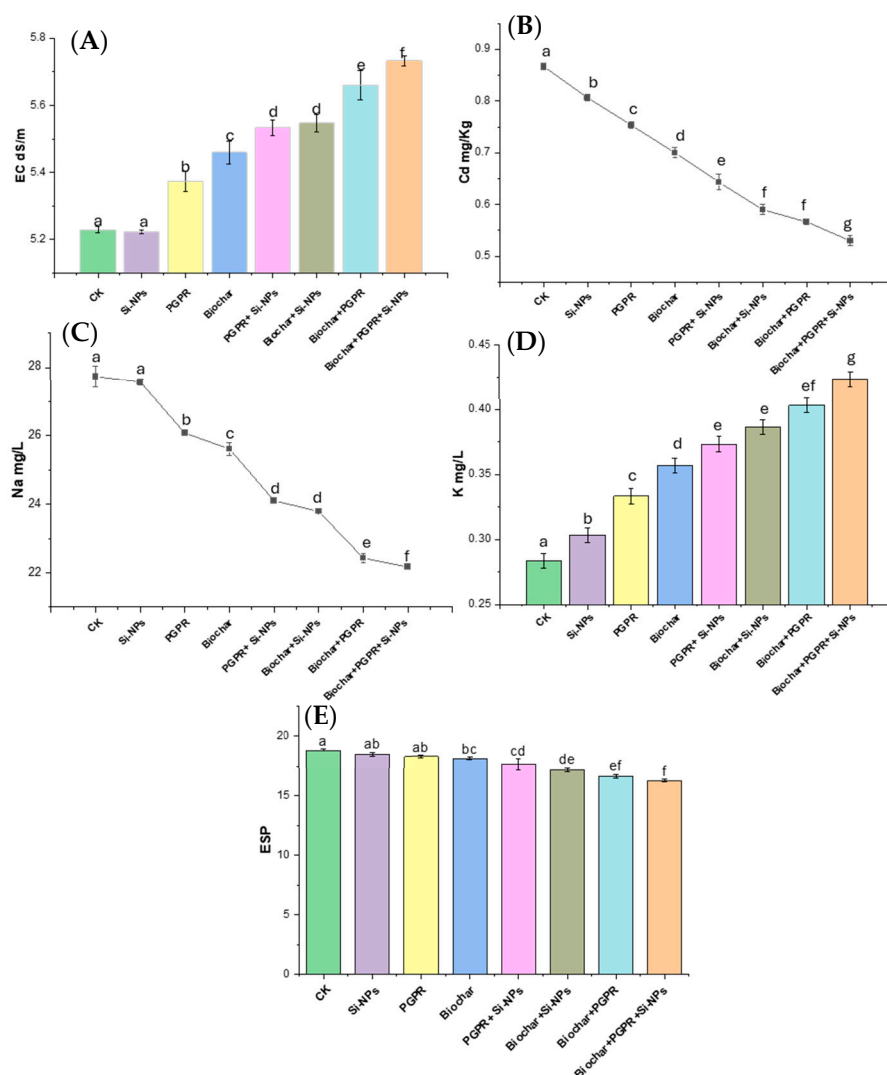 (A)
5.8
5.6
5.4
5.2
EC dS/m
a
a
b
c
d
d
e
f
CK
Si-NPs
PGPR
Biochar
PGPR+ Si-NPs
Biochar+Si-NPs
Biochar+PGPR
Biochar+PGPR+Si-NPs
(B)
0.9
0.8
0.7
0.6
0.5
Cd mg/Kg
a
b
c
d
e
f
f
g
CK
Si-NPs
PGPR
Biochar
PGPR+ Si-NPs
Biochar+Si-NPs
Biochar+PGPR
Biochar+PGPR+Si-NPs
(C)
28
26
24
22
Na mg/L
a
a
b
c
d
d
e
f
CK
Si-NPs
PGPR
Biochar
PGPR+ Si-NPs
Biochar+Si-NPs
Biochar+PGPR
Biochar+PGPR+Si-NPs
(D)
0.45
0.40
0.35
0.30
0.25
K mg/L
a
b
c
d
e
e
ef
g
CK
Si-NPs
PGPR
Biochar
PGPR+ Si-NPs
Biochar+Si-NPs
Biochar+PGPR
Biochar+PGPR+Si-NPs
(E)
20
15
10
5
0
ESP
a
ab
ab
bc
cd
de
ef
f
CK
Si-NPs
PGPR
Biochar
PGPR+ Si-NPs
Biochar+Si-NPs
Biochar+PGPR
Biochar+PGPR +Si-NPs